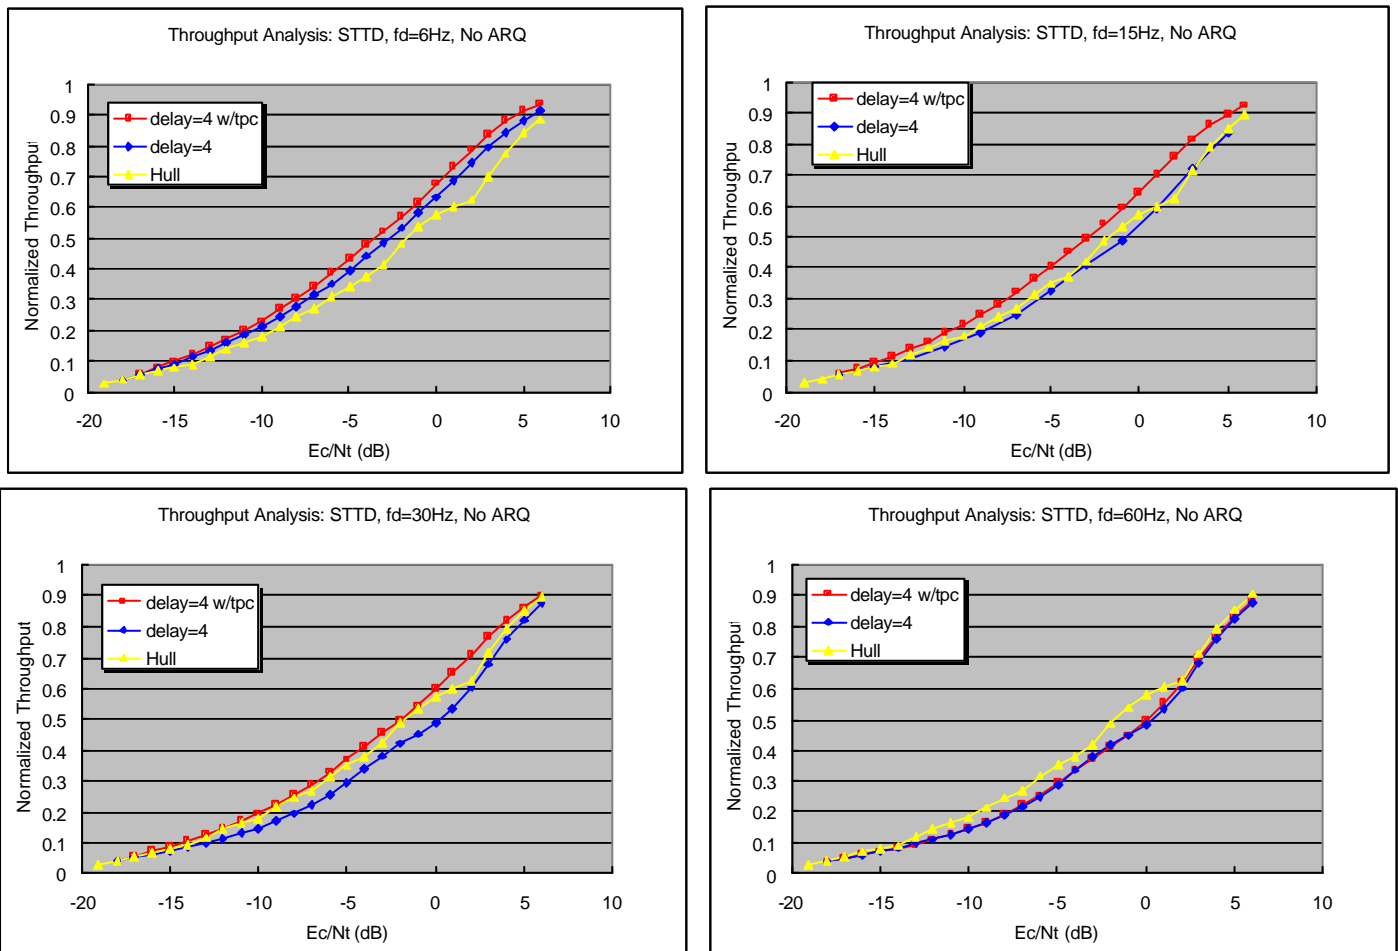 Throughput Analysis: STTD, fd=6Hz, No ARQ
Normalized Throughput
1
0.9
0.8
0.7
0.6
0.5
0.4
0.3
0.2
0.1
0
delay=4 w/tpc
delay=4
Hull
-20 -15 -10 -5 0 5 10
Ec/Nt (dB)
Throughput Analysis: STTD, fd=15Hz, No ARQ
Normalized Throughpu
1
0.9
0.8
0.7
0.6
0.5
0.4
0.3
0.2
0.1
0
delay=4 w/tpc
delay=4
Hull
-20 -15 -10 -5 0 5 10
Ec/Nt (dB)
Throughput Analysis: STTD, fd=30Hz, No ARQ
Normalized Throughput
1
0.9
0.8
0.7
0.6
0.5
0.4
0.3
0.2
0.1
0
delay=4 w/tpc
delay=4
Hull
-20 -15 -10 -5 0 5 10
Ec/Nt (dB)
Throughput Analysis: STTD, fd=60Hz, No ARQ
Normalized Throughput
1
0.9
0.8
0.7
0.6
0.5
0.4
0.3
0.2
0.1
0
delay=4 w/tpc
delay=4
Hull
-20 -15 -10 -5 0 5 10
Ec/Nt (dB)